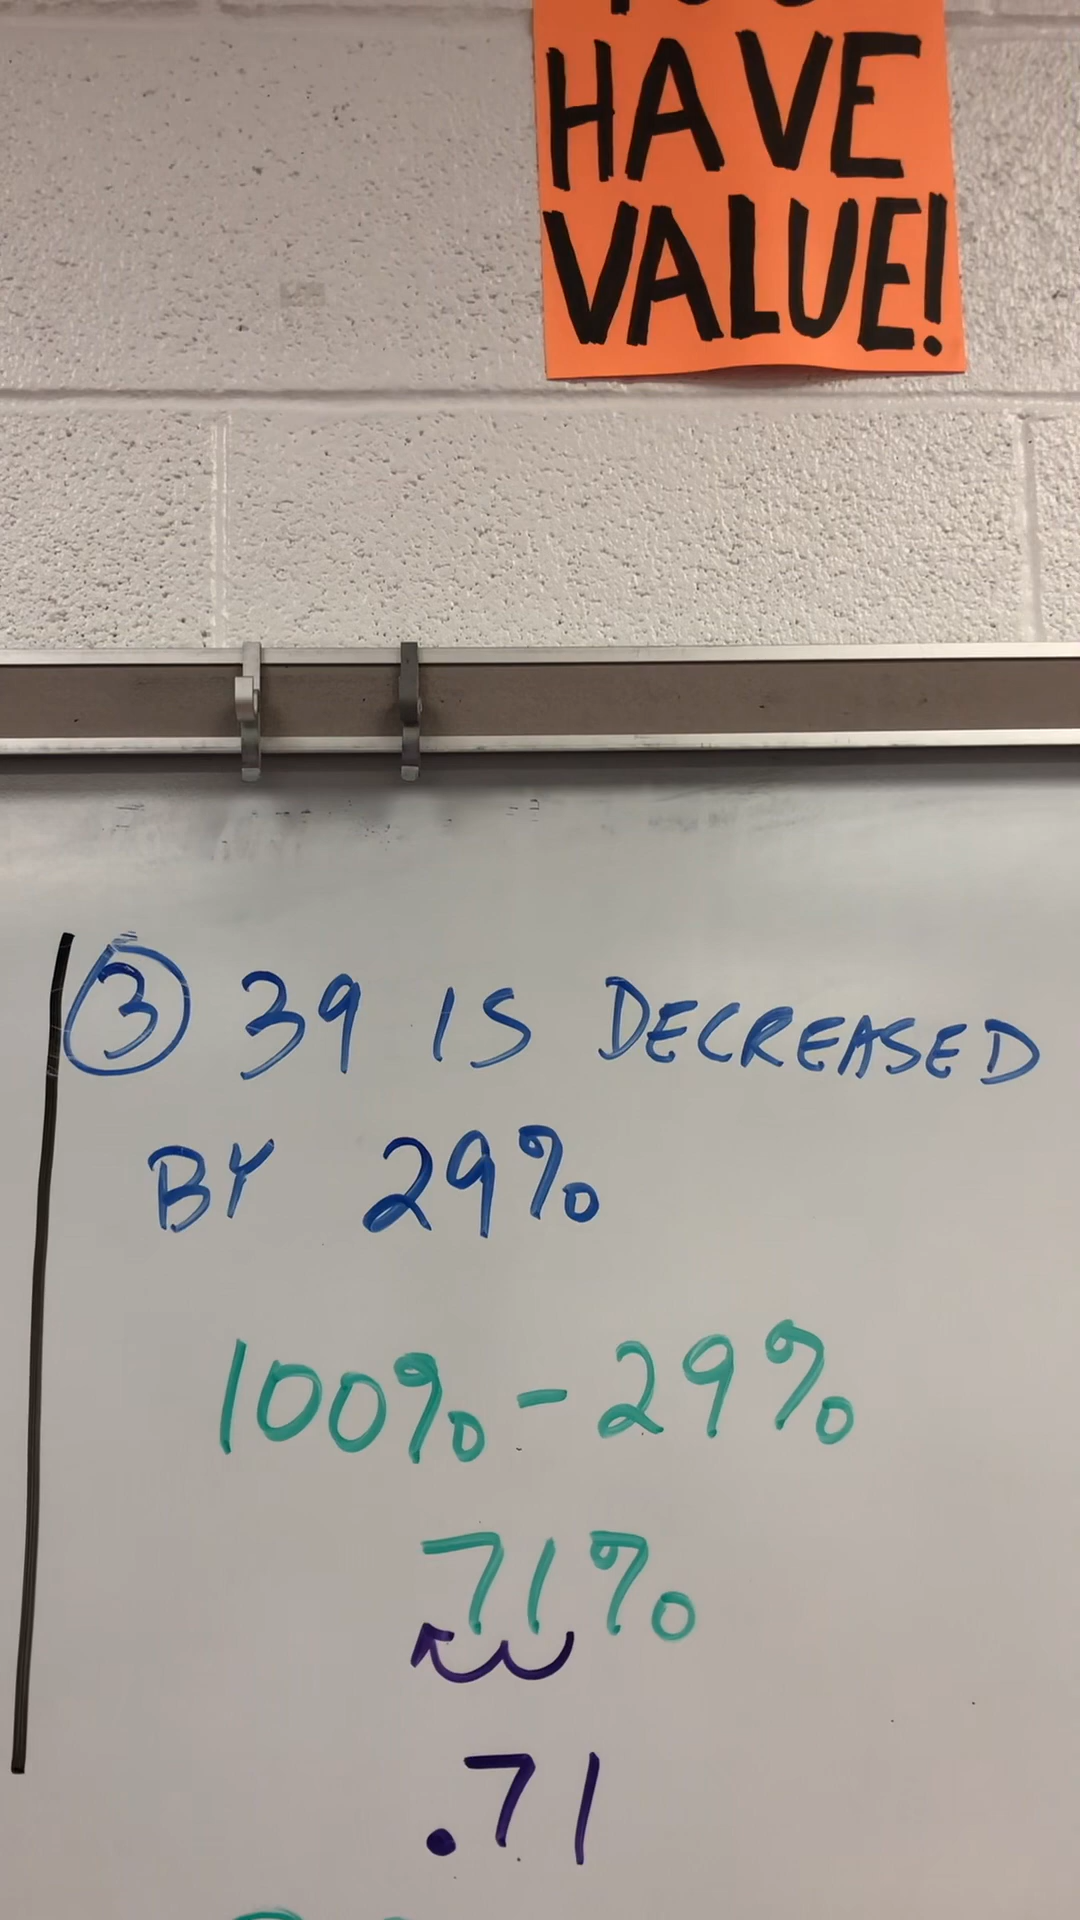 HAVE
VALUE!
③ 39 IS DECREASED
BY 29%
100% - 29%
71%
.71